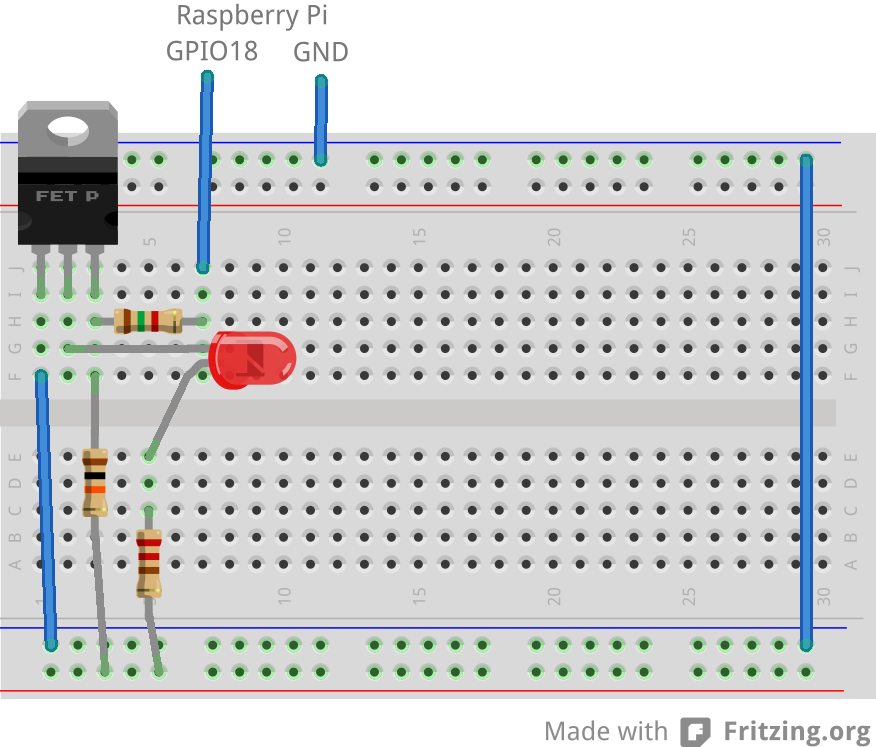 Raspberry Pi
GPIO18 GND
FET P
5 10 15 20 25 30
J J
I I
H H
G G
F F
E E
D D
C C
B B
A A
1 10 15 20 25 30
Made with Fritzing.org